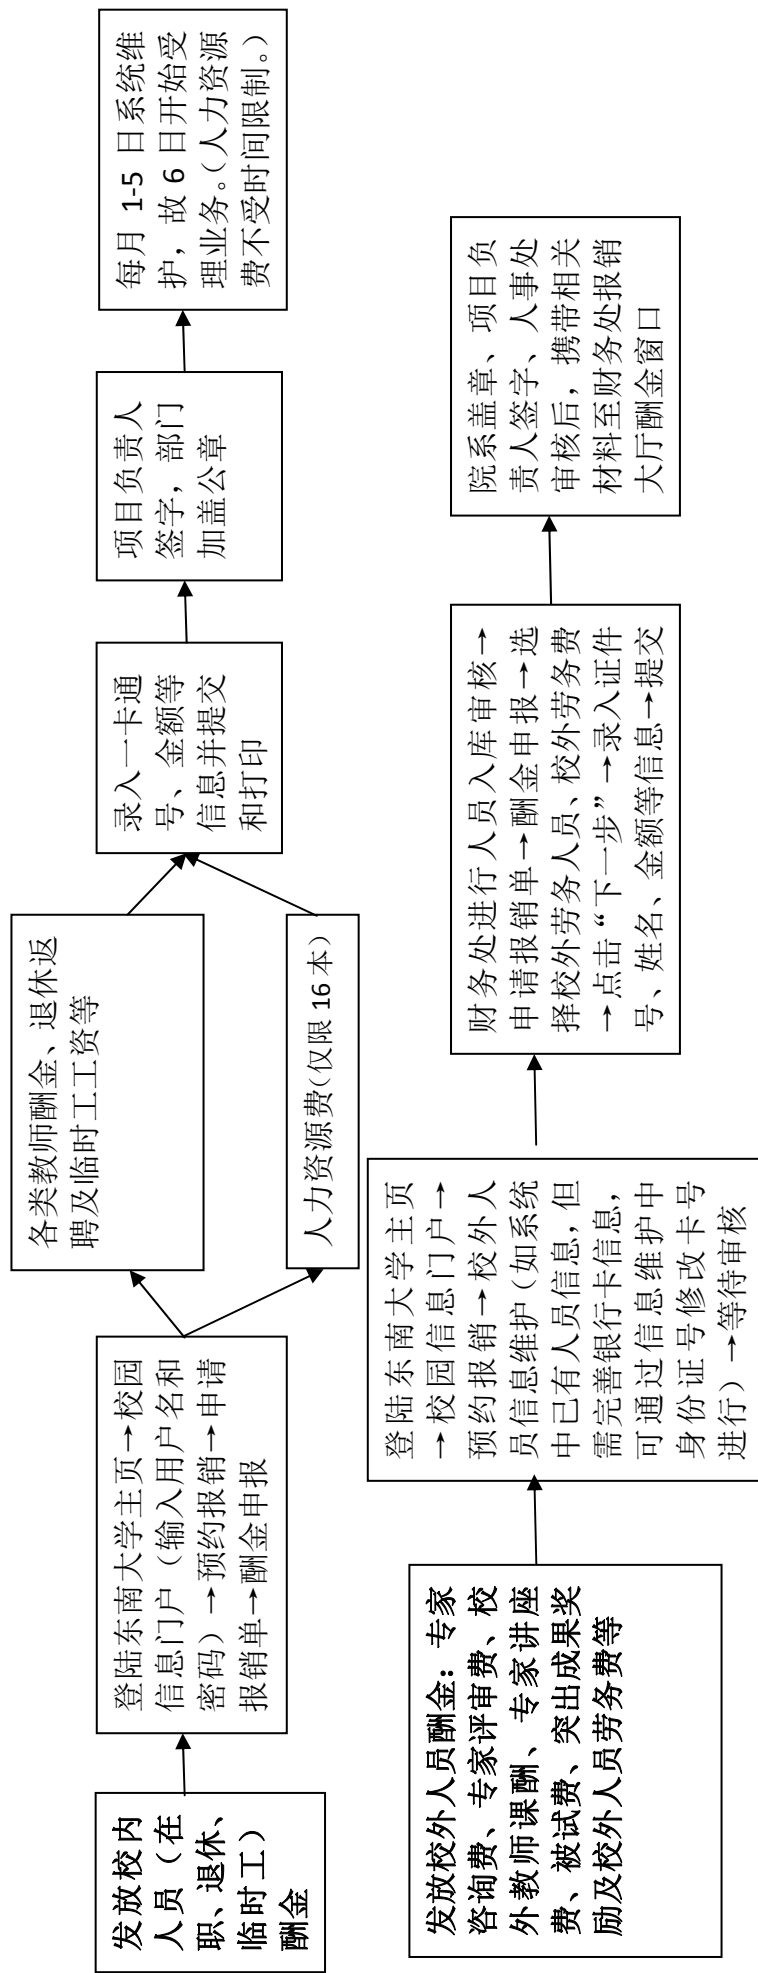 发放校内
人员（在
职、退休、
临时工）
酬金
登陆东南大学主页→校园
信息门户（输入用户名和
密码）→预约报销→申请
报销单→酬金申报
各类教师酬金、退休返
聘及临时工工资等
人力资源费（仅限 16 本）
录入一卡通
号、金额等
信息并提交
和打印
项目负责人
签字，部门
加盖公章
每月 1-5 日系统维
护，故 6 日开始受
理业务。（人力资源
费不受时间限制。）
发放校外人员酬金：专家
咨询费、专家评审费、校
外教师课酬、专家讲座
费、被试费、突出成果奖
励及校外人员劳务费等
登陆东南大学主页
→校园信息门户→
预约报销→校外人
员信息维护（如系统
中已有人员信息，但
需完善银行卡信息，
可通过信息维护中
身份证号修改卡号
进行）→等待审核
财务处进行人员入库审核→
申请报销单→酬金申报→选
择校外劳务人员、校外劳务费
→点击“下一步”→录入证件
号、姓名、金额等信息→提交
院系盖章、项目负
责人签字、人事处
审核后，携带相关
材料至财务处报销
大厅酬金窗口